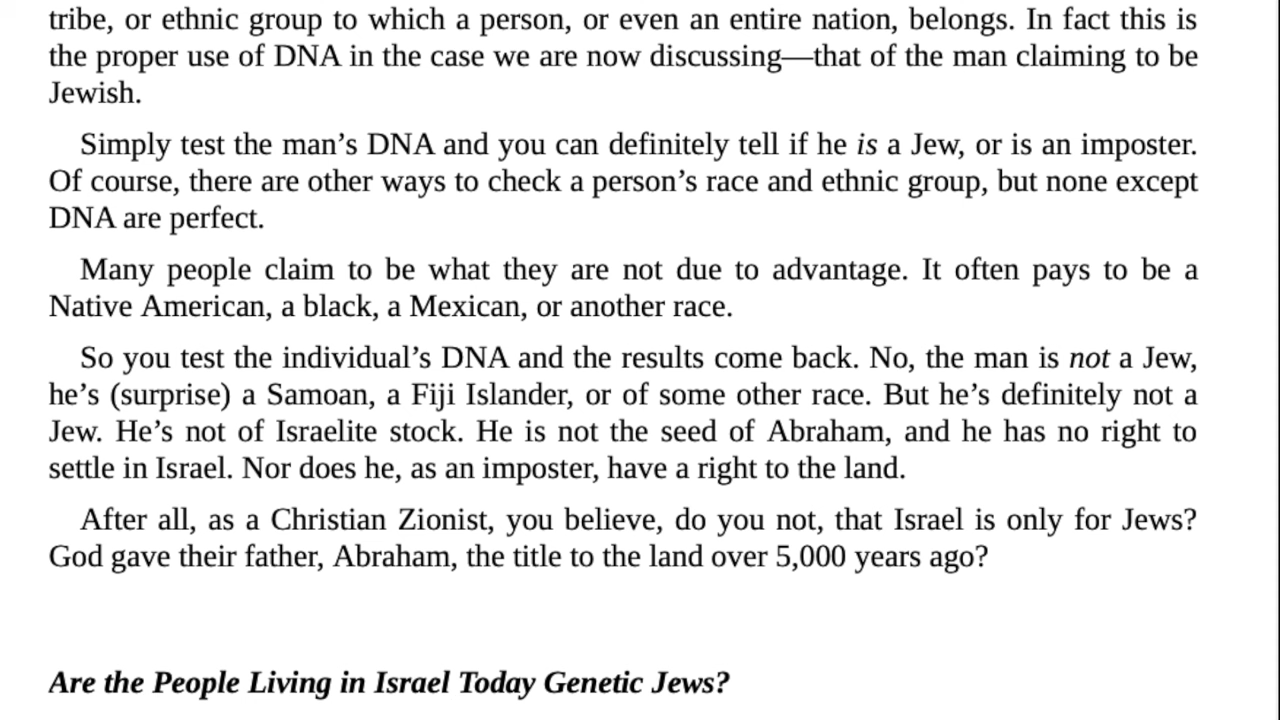 tribe, or ethnic group to which a person, or even an entire nation, belongs. In fact this is
the proper use of DNA in the case we are now discussing—that of the man claiming to be
Jewish.
Simply test the man’s DNA and you can definitely tell if he is a Jew, or is an imposter.
Of course, there are other ways to check a person’s race and ethnic group, but none except
DNA are perfect.
Many people claim to be what they are not due to advantage. It often pays to be a
Native American, a black, a Mexican, or another race.
So you test the individual’s DNA and the results come back. No, the man is not a Jew,
he’s (surprise) a Samoan, a Fiji Islander, or of some other race. But he’s definitely not a
Jew. He’s not of Israelite stock. He is not the seed of Abraham, and he has no right to
settle in Israel. Nor does he, as an imposter, have a right to the land.
After all, as a Christian Zionist, you believe, do you not, that Israel is only for Jews?
God gave their father, Abraham, the title to the land over 5,000 years ago?
Are the People Living in Israel Today Genetic Jews?